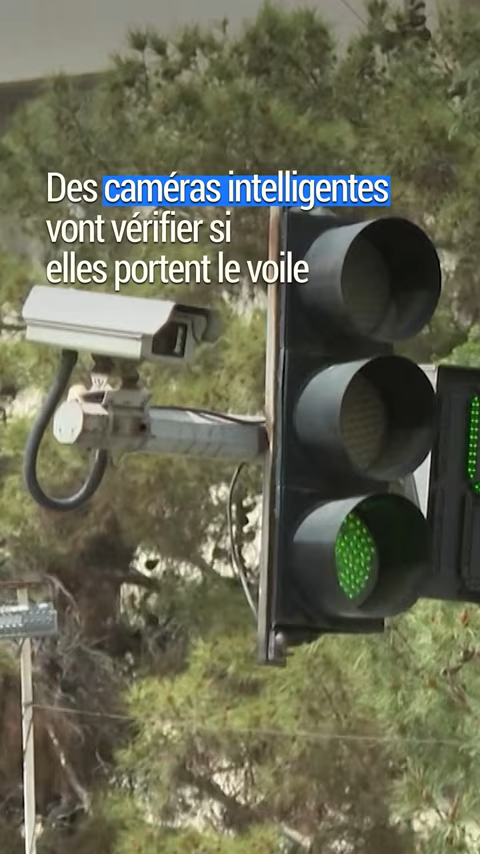 Des caméras intelligentes
vont vérifier si
elles portent le voile